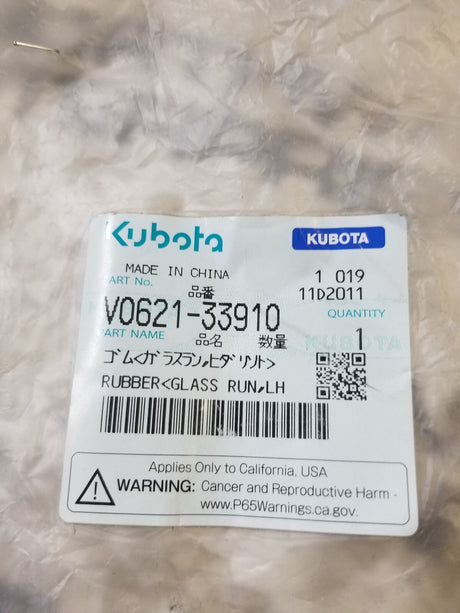 Kubota KUBOTA
MADE IN CHINA 1 019
PART No. 品番 11D2011
V0621-33910 QUANTITY
PART NAME 品名 数量 1
ゴム<ガラスラン,ヒダリソト>
RUBBER<GLASS RUN,LH
Applies Only to California, USA
WARNING: Cancer and Reproductive Harm -
www.P65Warnings.ca.gov.